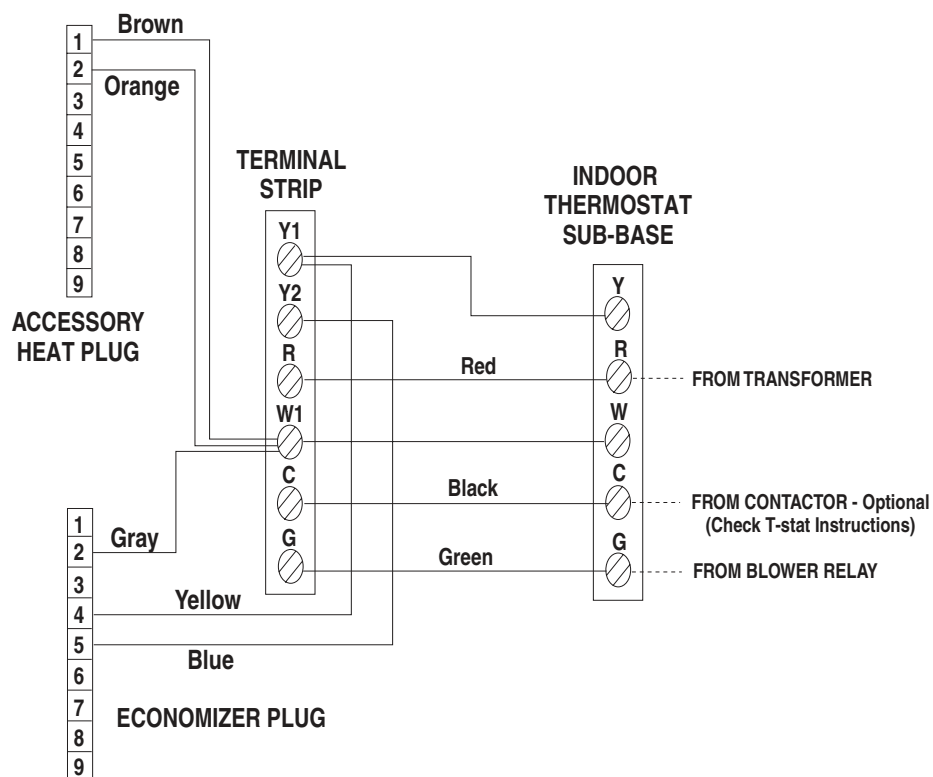 Brown
1
2
Orange
3
4
5
6
7
8
9
ACCESSORY
HEAT PLUG
TERMINAL
STRIP
Y1
Y2
R
W1
C
G
INDOOR
THERMOSTAT
SUB-BASE
Y
R
W
C
G
Red
Black
Green
FROM TRANSFORMER
FROM CONTACTOR - Optional
(Check T-stat Instructions)
FROM BLOWER RELAY
1
2
3
4
5
6
7
8
9
Gray
Yellow
Blue
ECONOMIZER PLUG